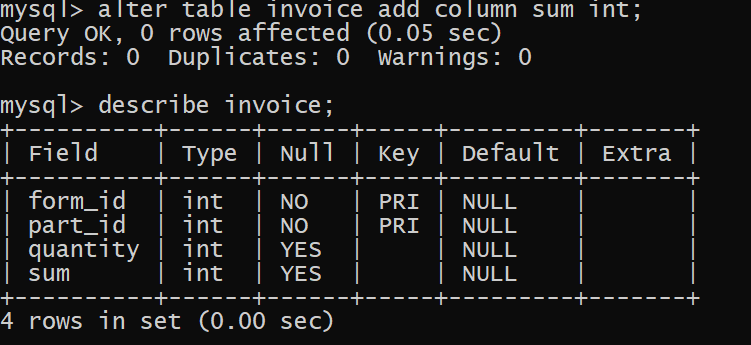 mysql> alter table invoice add column sum int;
Query OK, 0 rows affected (0.05 sec)
Records: 0  Duplicates: 0  Warnings: 0

mysql> describe invoice;
+----------+------+------+-----+---------+-------+
| Field    | Type | Null | Key | Default | Extra |
+----------+------+------+-----+---------+-------+
| form_id  | int  | NO   | PRI | NULL    |       |
| part_id  | int  | NO   | PRI | NULL    |       |
| quantity | int  | YES  |     | NULL    |       |
| sum      | int  | YES  |     | NULL    |       |
+----------+------+------+-----+---------+-------+
4 rows in set (0.00 sec)